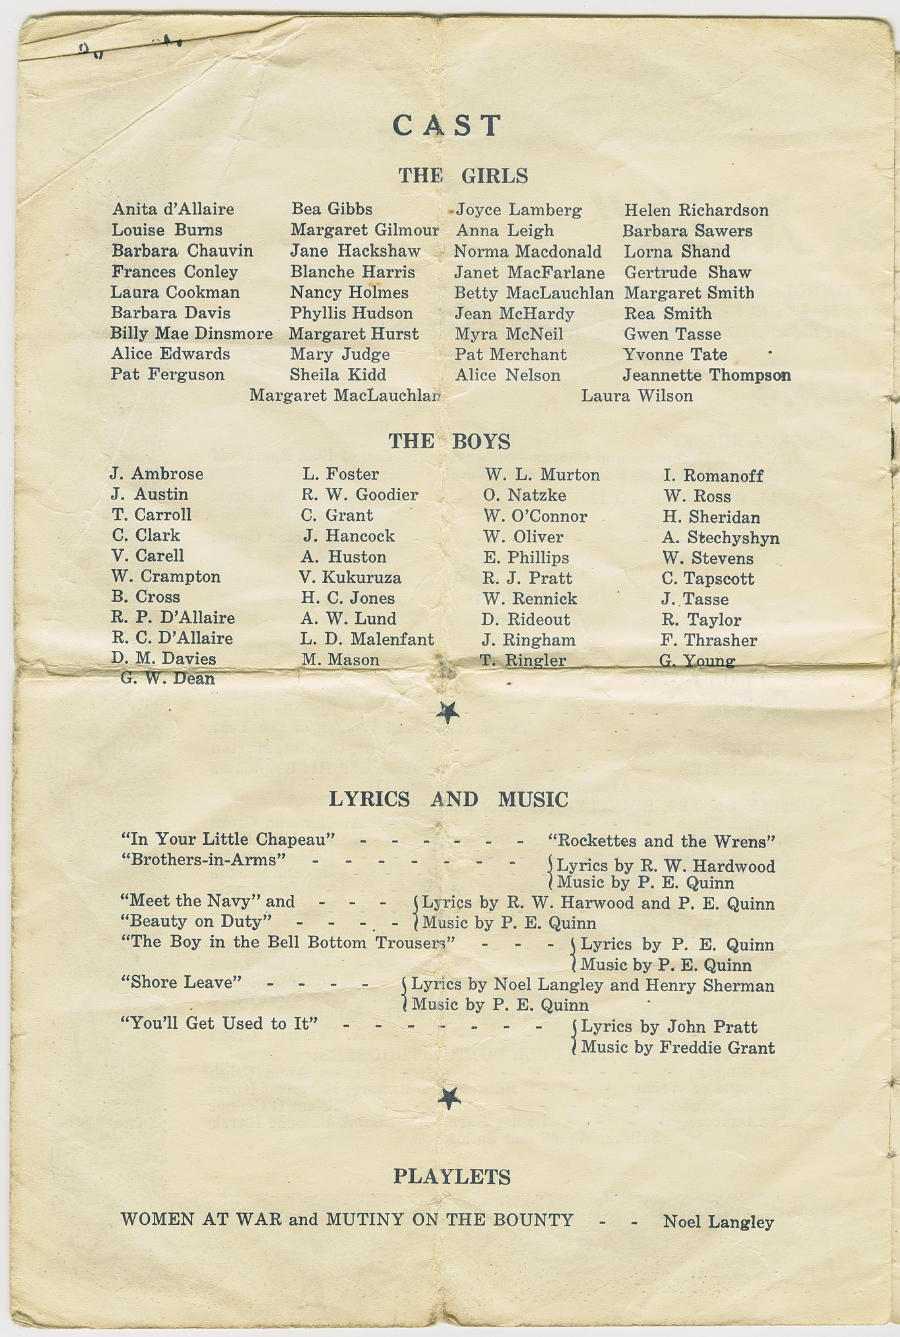 CAST
THE GIRLS
Anita d'Allaire Bea Gibbs Joyce Lamberg Helen Richardson
Louise Burns Margaret Gilmour Anna Leigh Barbara Sawers
Barbara Chauvin Jane Hackshaw Norma Macdonald Lorna Shand
Frances Conley Blanche Harris Janet MacFarlane Gertrude Shaw
Laura Cookman Nancy Holmes Betty MacLauchlan Margaret Smith
Barbara Davis Phyllis Hudson Jean McHardy Rea Smith
Billy Mae Dinsmore Margaret Hurst Myra McNeil Gwen Tasse
Alice Edwards Mary Judge Pat Merchant Yvonne Tate
Pat Ferguson Sheila Kidd Alice Nelson Jeannette Thompson
Margaret MacLauchlan Laura Wilson
THE BOYS
J. Ambrose L. Foster W. L. Murton I. Romanoff
J. Austin R. W. Goodier O. Natzke W. Ross
T. Carroll C. Grant W. O'Connor H. Sheridan
C. Clark J. Hancock W. Oliver A. Stechyshyn
V. Carell A. Huston E. Phillips W. Stevens
W. Crampton V. Kukuruza R. J. Pratt C. Tapscott
B. Cross H. C. Jones W. Rennick J. Tasse
R. P. D'Allaire A. W. Lund D. Rideout R. Taylor
R. C. D'Allaire L. D. Malenfant J. Ringham F. Thrasher
D. M. Davies M. Mason T. Ringler G. Young
G. W. Dean
LYRICS AND MUSIC
"In Your Little Chapeau" - - - - - - "Rockettes and the Wrens"
"Brothers-in-Arms" - - - - - - - {Lyrics by R. W. Hardwood
Music by P. E. Quinn
"Meet the Navy" and - - - {Lyrics by R. W. Harwood and P. E. Quinn
"Beauty on Duty" - - - - Music by P. E. Quinn
"The Boy in the Bell Bottom Trousers" - - - {Lyrics by P. E. Quinn
Music by P. E. Quinn
"Shore Leave" - - - - {Lyrics by Noel Langley and Henry Sherman
Music by P. E. Quinn
"You'll Get Used to It" - - - - - - - {Lyrics by John Pratt
Music by Freddie Grant
PLAYLETS
WOMEN AT WAR and MUTINY ON THE BOUNTY - - Noel Langley